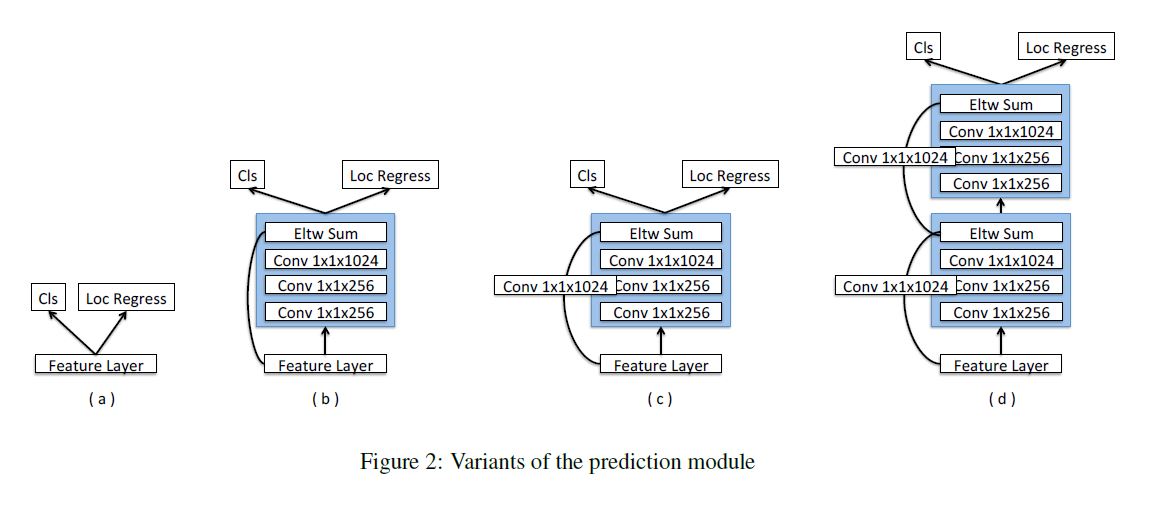 Cls
Loc Regress
Feature Layer
( a )
Cls
Loc Regress
Eltw Sum
Conv 1x1x1024
Conv 1x1x256
Conv 1x1x256
Feature Layer
( b )
Cls
Loc Regress
Eltw Sum
Conv 1x1x1024
Conv 1x1x1024
Conv 1x1x256
Conv 1x1x256
Feature Layer
( c )
Cls
Loc Regress
Eltw Sum
Conv 1x1x1024
Conv 1x1x1024
Conv 1x1x256
Conv 1x1x256
Eltw Sum
Conv 1x1x1024
Conv 1x1x1024
Conv 1x1x256
Conv 1x1x256
Feature Layer
( d )
Figure 2: Variants of the prediction module